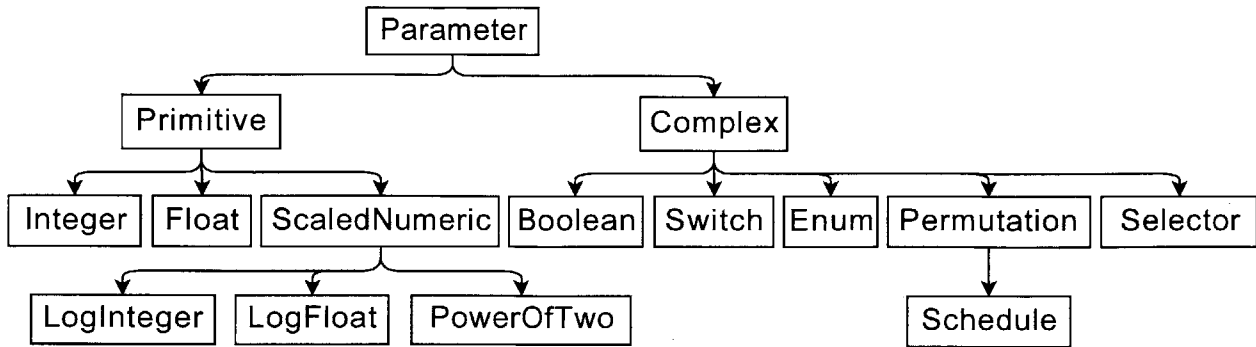 Parameter
Primitive
Complex
Integer
Float
ScaledNumeric
Boolean
Switch
Enum
Permutation
Selector
LogInteger
LogFloat
PowerOfTwo
Schedule